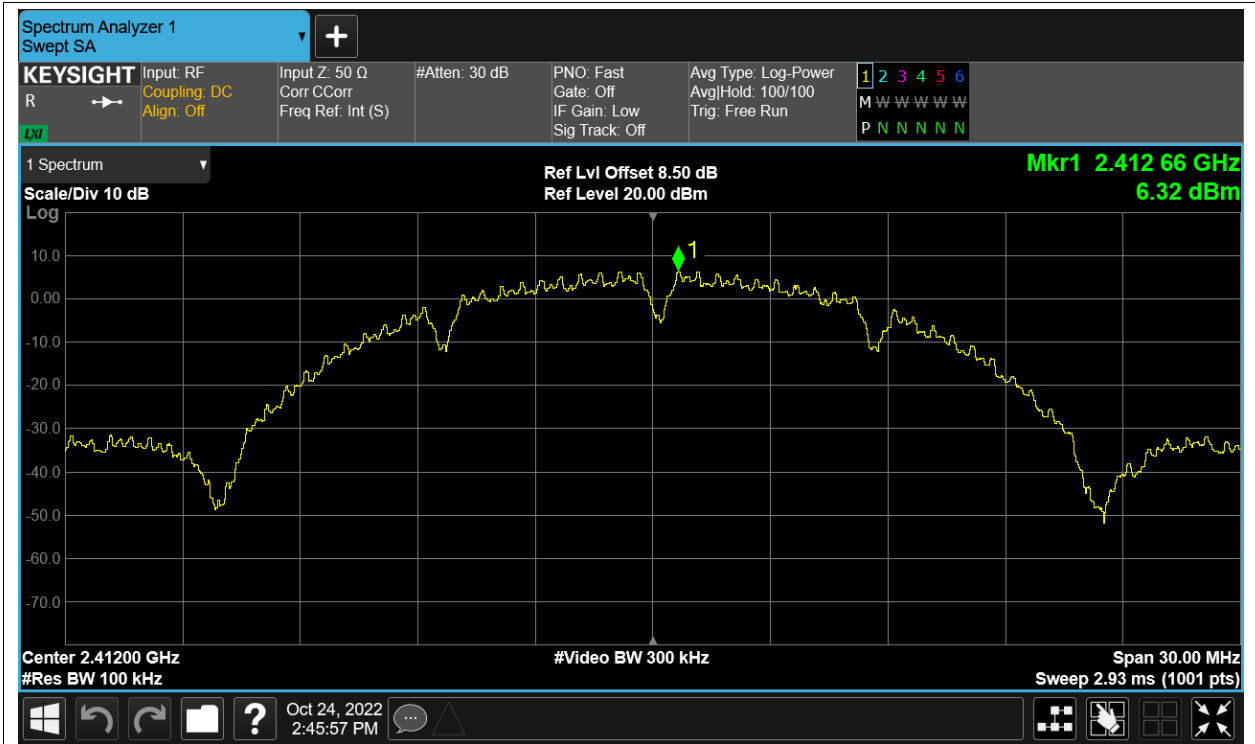 Spectrum Analyzer 1
Swept SA
KEYSIGHT
R
LXI
Input: RF
Coupling: DC
Align: Off
Input Z: 50 Ω
Corr CCorr
Freq Ref: Int (S)
#Atten: 30 dB
PNO: Fast
Gate: Off
IF Gain: Low
Sig Track: Off
Avg Type: Log-Power
Avg|Hold: 100/100
Trig: Free Run
1 2 3 4 5 6
M W W W W W W
P N N N N N
1 Spectrum
Scale/Div 10 dB
Log
Ref Lvl Offset 8.50 dB
Ref Level 20.00 dBm
Mkr1 2.412 66 GHz
6.32 dBm
1
10.0
0.00
-10.0
-20.0
-30.0
-40.0
-50.0
-60.0
-70.0
Center 2.41200 GHz
#Res BW 100 kHz
#Video BW 300 kHz
Span 30.00 MHz
Sweep 2.93 ms (1001 pts)
?
Oct 24, 2022
2:45:57 PM